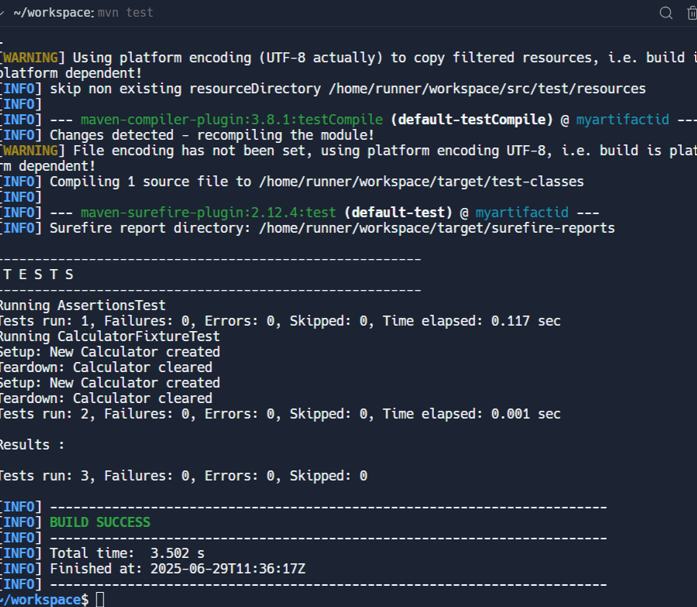 ~/workspace: mvn test
-
[WARNING] Using platform encoding (UTF-8 actually) to copy filtered resources, i.e. build i
platform dependent!
[INFO] skip non existing resourceDirectory /home/runner/workspace/src/test/resources
[INFO]
[INFO] --- maven-compiler-plugin:3.8.1:testCompile (default-testCompile) @ myartifactid ---
[INFO] Changes detected - recompiling the module!
[WARNING] File encoding has not been set, using platform encoding UTF-8, i.e. build is plat
rm dependent!
[INFO] Compiling 1 source file to /home/runner/workspace/target/test-classes
[INFO]
[INFO] --- maven-surefire-plugin:2.12.4:test (default-test) @ myartifactid ---
[INFO] Surefire report directory: /home/runner/workspace/target/surefire-reports
-------------------------------------------------------
T E S T S
-------------------------------------------------------
Running AssertionsTest
Tests run: 1, Failures: 0, Errors: 0, Skipped: 0, Time elapsed: 0.117 sec
Running CalculatorFixtureTest
Setup: New Calculator created
Teardown: Calculator cleared
Setup: New Calculator created
Teardown: Calculator cleared
Tests run: 2, Failures: 0, Errors: 0, Skipped: 0, Time elapsed: 0.001 sec
Results :
Tests run: 3, Failures: 0, Errors: 0, Skipped: 0
[INFO] ------------------------------------------------------------------------
[INFO] BUILD SUCCESS
[INFO] ------------------------------------------------------------------------
[INFO] Total time:  3.502 s
[INFO] Finished at: 2025-06-29T11:36:17Z
[INFO] ------------------------------------------------------------------------
~/workspace$